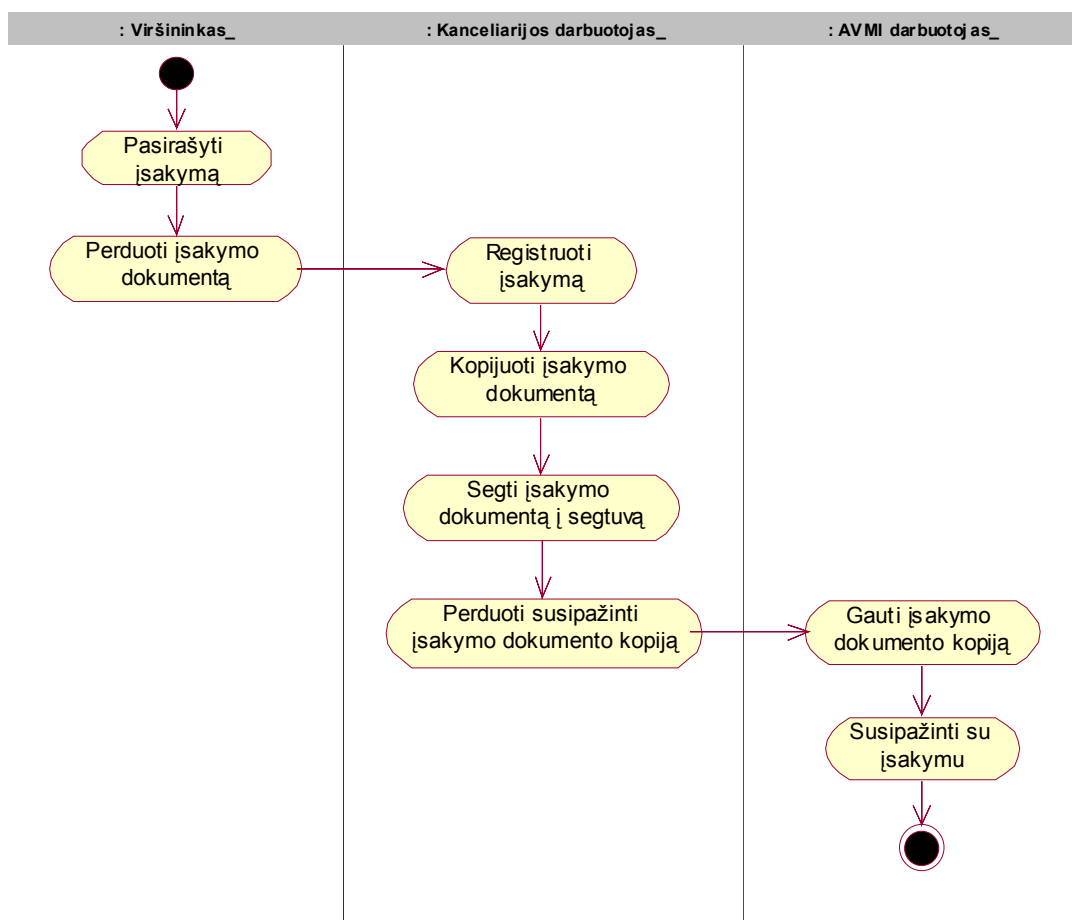 : Viršininkas_
: Kanceliarijos darbuotojas_
: AVMI darbuotojas_
Pasirašyti
įsakymą
Perduoti įsakymo
dokumentą
Registruoti
įsakymą
Kopijuoti įsakymo
dokumentą
Segti įsakymo
dokumentą į segtuvą
Perduoti susipažinti
įsakymo dokumento kopiją
Gauti įsakymo
dokumento kopiją
Susipažinti su
įsakymu